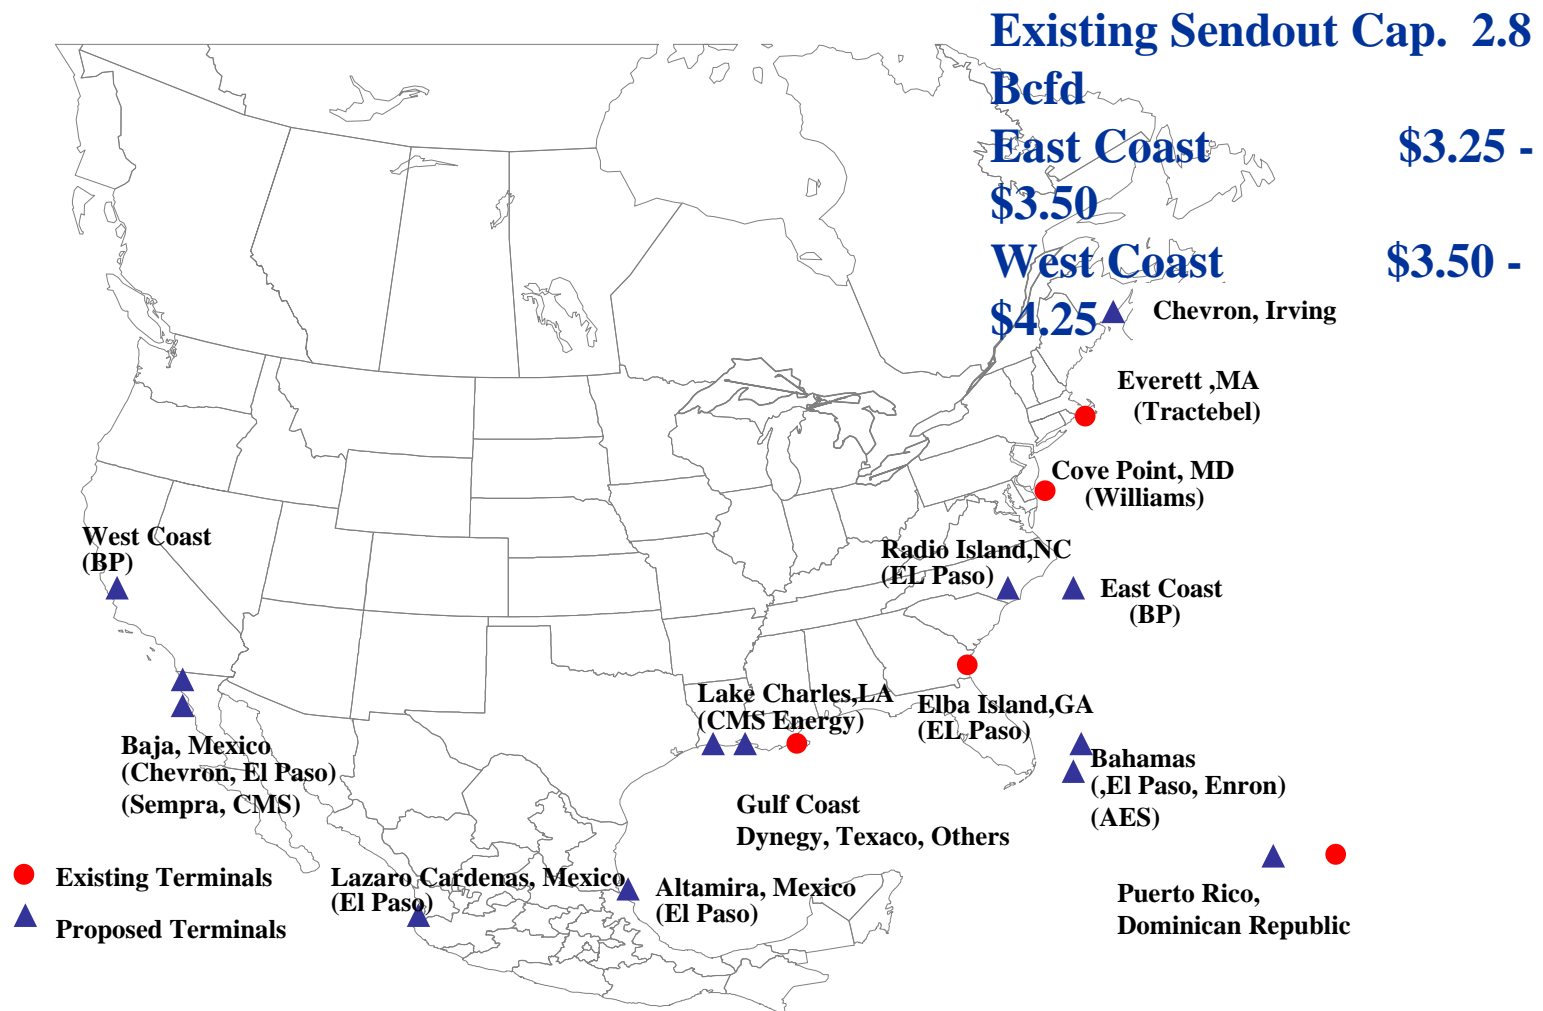 Existing Sendout Cap. 2.8
Bcfd
East Coast $3.25 -
$3.50
West Coast $3.50 -
$4.25
Chevron, Irving
Everett ,MA
(Tractebel)
Cove Point, MD
(Williams)
West Coast
(BP)
Radio Island,NC
(EL Paso)
East Coast
(BP)
Lake Charles,LA
(CMS Energy)
Elba Island,GA
(EL Paso)
Baja, Mexico
(Chevron, El Paso)
(Sempra, CMS)
Bahamas
(,El Paso, Enron)
(AES)
Gulf Coast
Dynegy, Texaco, Others
Existing Terminals
Proposed Terminals
Lazaro Cardenas, Mexico
(El Paso)
Altamira, Mexico
(El Paso)
Puerto Rico,
Dominican Republic